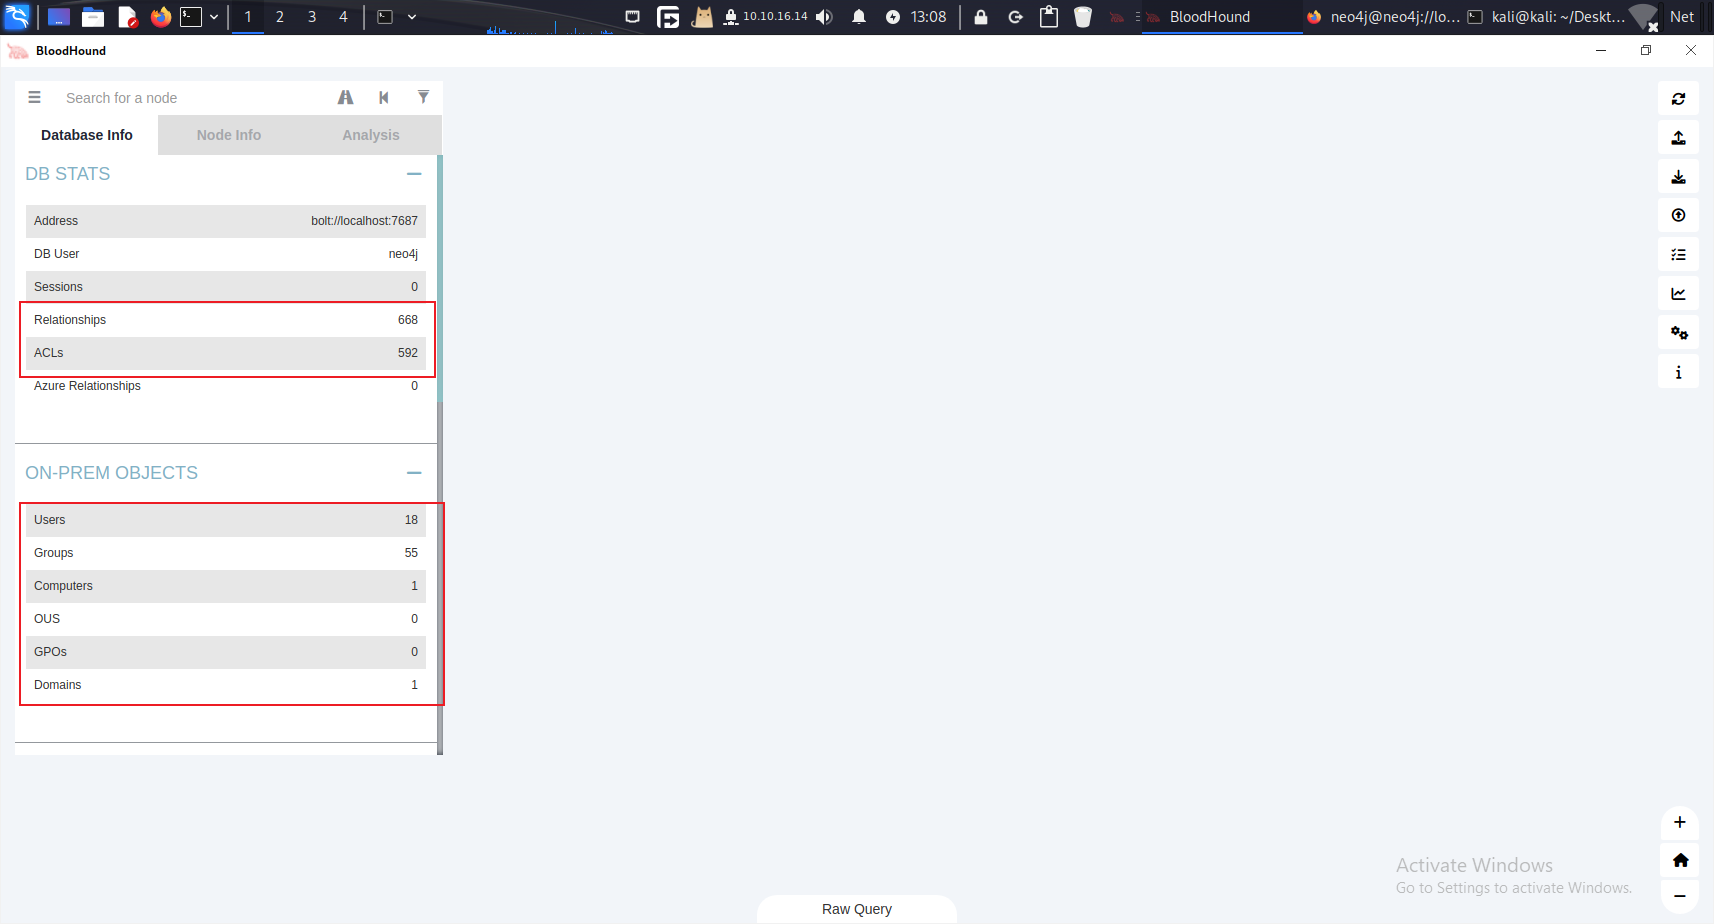 1 2 3 4 10.10.16.14 13:08 BloodHound neo4j@neo4j://lo... kali@kali: ~/Deskt... Net
BloodHound
Search for a node
Database Info Node Info Analysis
DB STATS
Address bolt://localhost:7687
DB User neo4j
Sessions 0
Relationships 668
ACLs 592
Azure Relationships 0
ON-PREM OBJECTS
Users 18
Groups 55
Computers 1
OUS 0
GPOs 0
Domains 1
Activate Windows
Go to Settings to activate Windows.
Raw Query